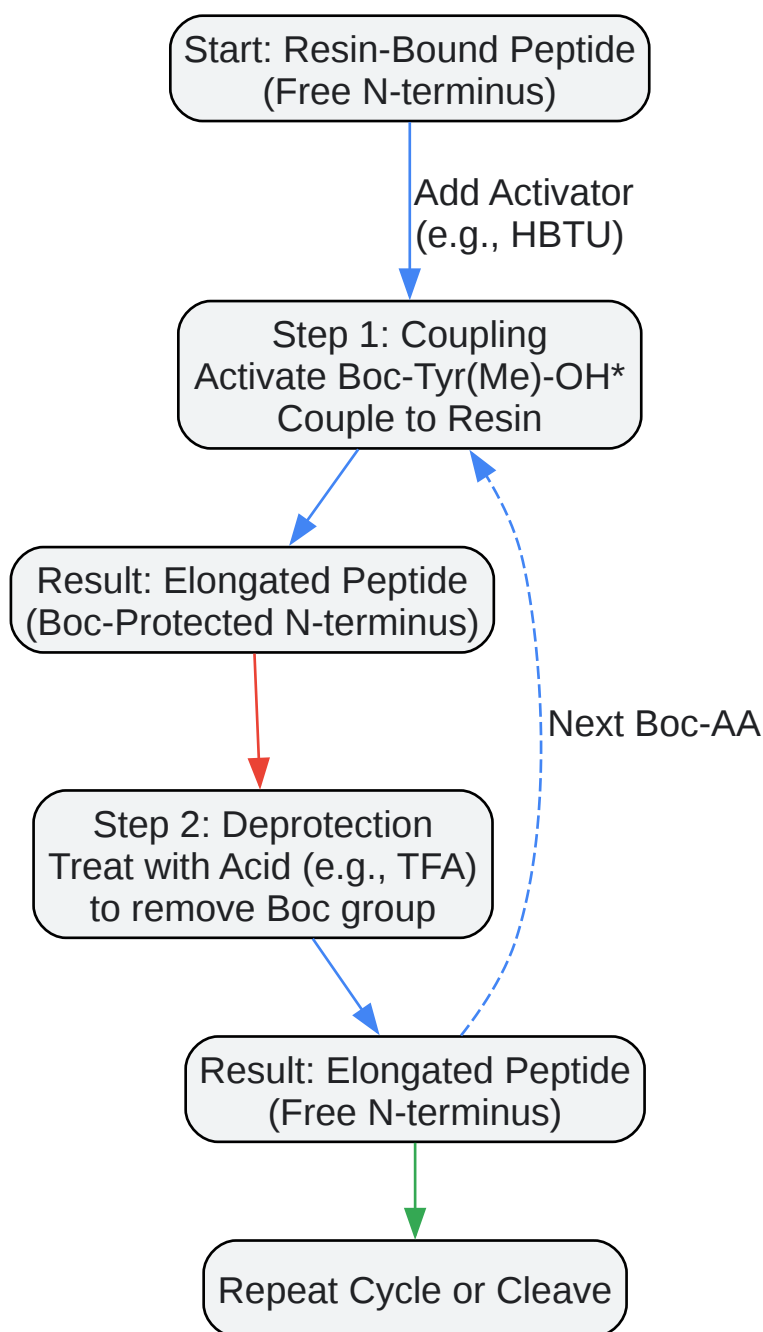 Start: Resin-Bound Peptide
(Free N-terminus)
Add Activator
(e.g., HBTU)
Step 1: Coupling
Activate Boc-Tyr(Me)-OH*
Couple to Resin
Result: Elongated Peptide
(Boc-Protected N-terminus)
Next Boc-AA
Step 2: Deprotection
Treat with Acid (e.g., TFA)
to remove Boc group
Result: Elongated Peptide
(Free N-terminus)
Repeat Cycle or Cleave